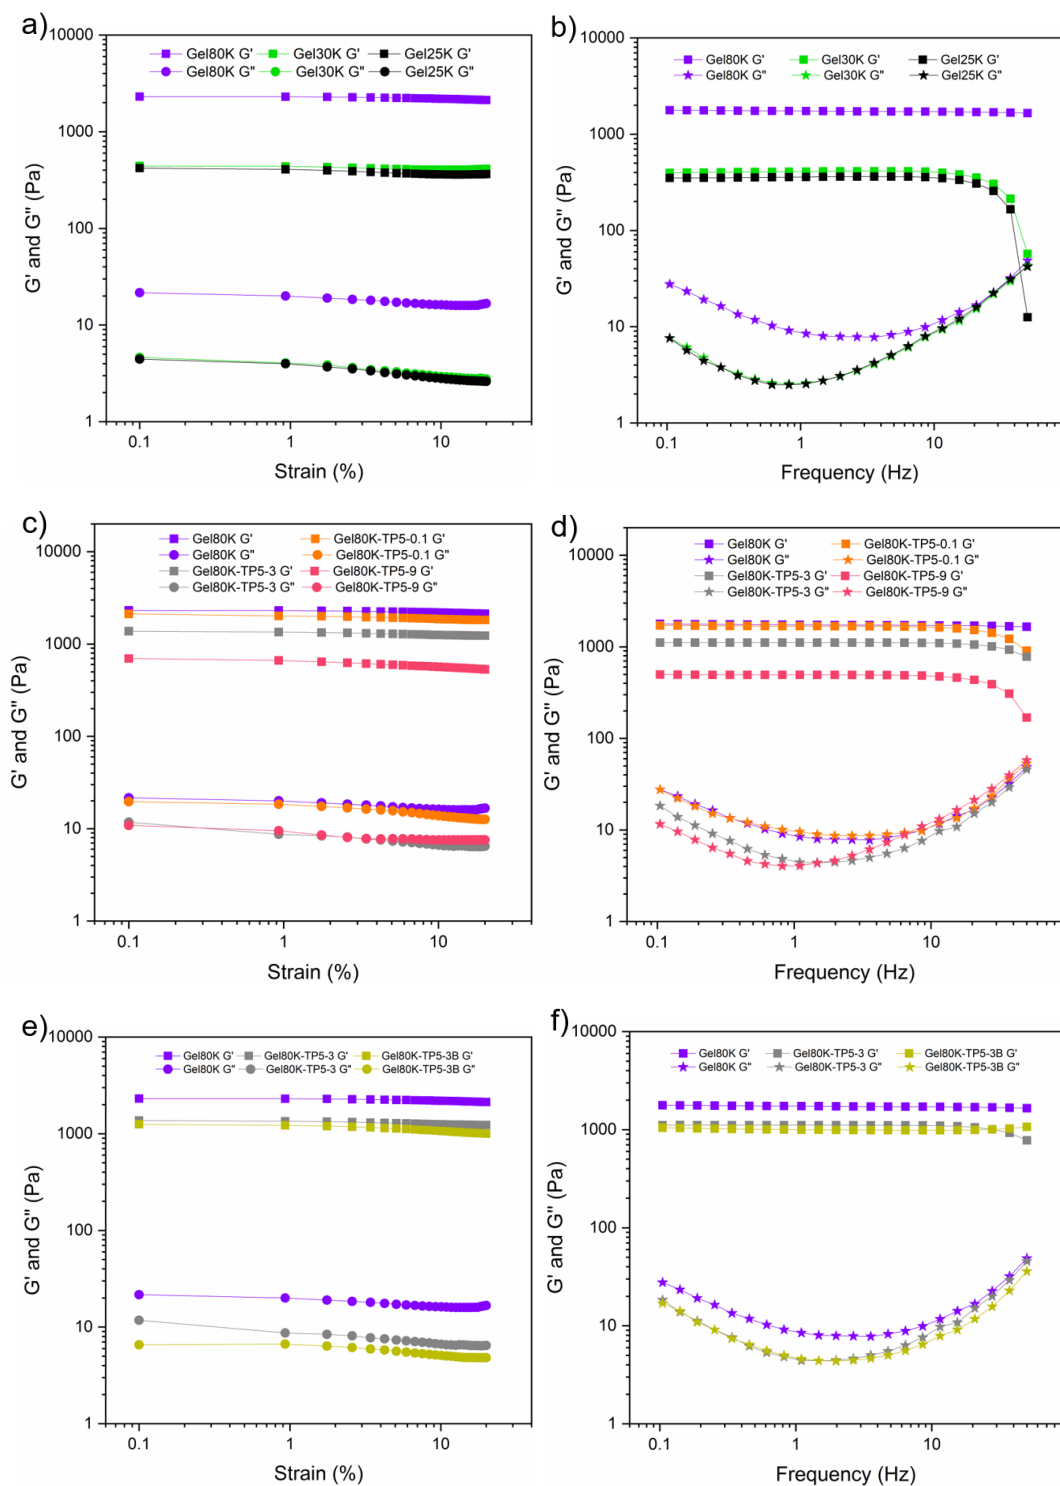 a)
Gel80K G' Gel30K G' Gel25K G'
Gel80K G" Gel30K G" Gel25K G"
10000
1000
100
10
1
G' and G" (Pa)
0.1 1 10
Strain (%)
b)
Gel80K G' Gel30K G' Gel25K G'
Gel80K G" Gel30K G" Gel25K G"
10000
1000
100
10
1
G' and G" (Pa)
0.1 1 10
Frequency (Hz)
c)
Gel80K G' Gel80K-TP5-0.1 G'
Gel80K G" Gel80K-TP5-0.1 G"
Gel80K-TP5-3 G' Gel80K-TP5-9 G'
Gel80K-TP5-3 G" Gel80K-TP5-9 G"
10000
1000
100
10
1
G' and G" (Pa)
0.1 1 10
Strain (%)
d)
Gel80K G' Gel80K-TP5-0.1 G'
Gel80K G" Gel80K-TP5-0.1 G"
Gel80K-TP5-3 G' Gel80K-TP5-9 G'
Gel80K-TP5-3 G" Gel80K-TP5-9 G"
10000
1000
100
10
1
G' and G" (Pa)
0.1 1 10
Frequency (Hz)
e)
Gel80K G' Gel80K-TP5-3 G' Gel80K-TP5-3B G'
Gel80K G" Gel80K-TP5-3 G" Gel80K-TP5-3B G"
10000
1000
100
10
1
G' and G" (Pa)
0.1 1 10
Strain (%)
f)
Gel80K G' Gel80K-TP5-3 G' Gel80K-TP5-3B G'
Gel80K G" Gel80K-TP5-3 G" Gel80K-TP5-3B G"
10000
1000
100
10
1
G' and G" (Pa)
0.1 1 10
Frequency (Hz)